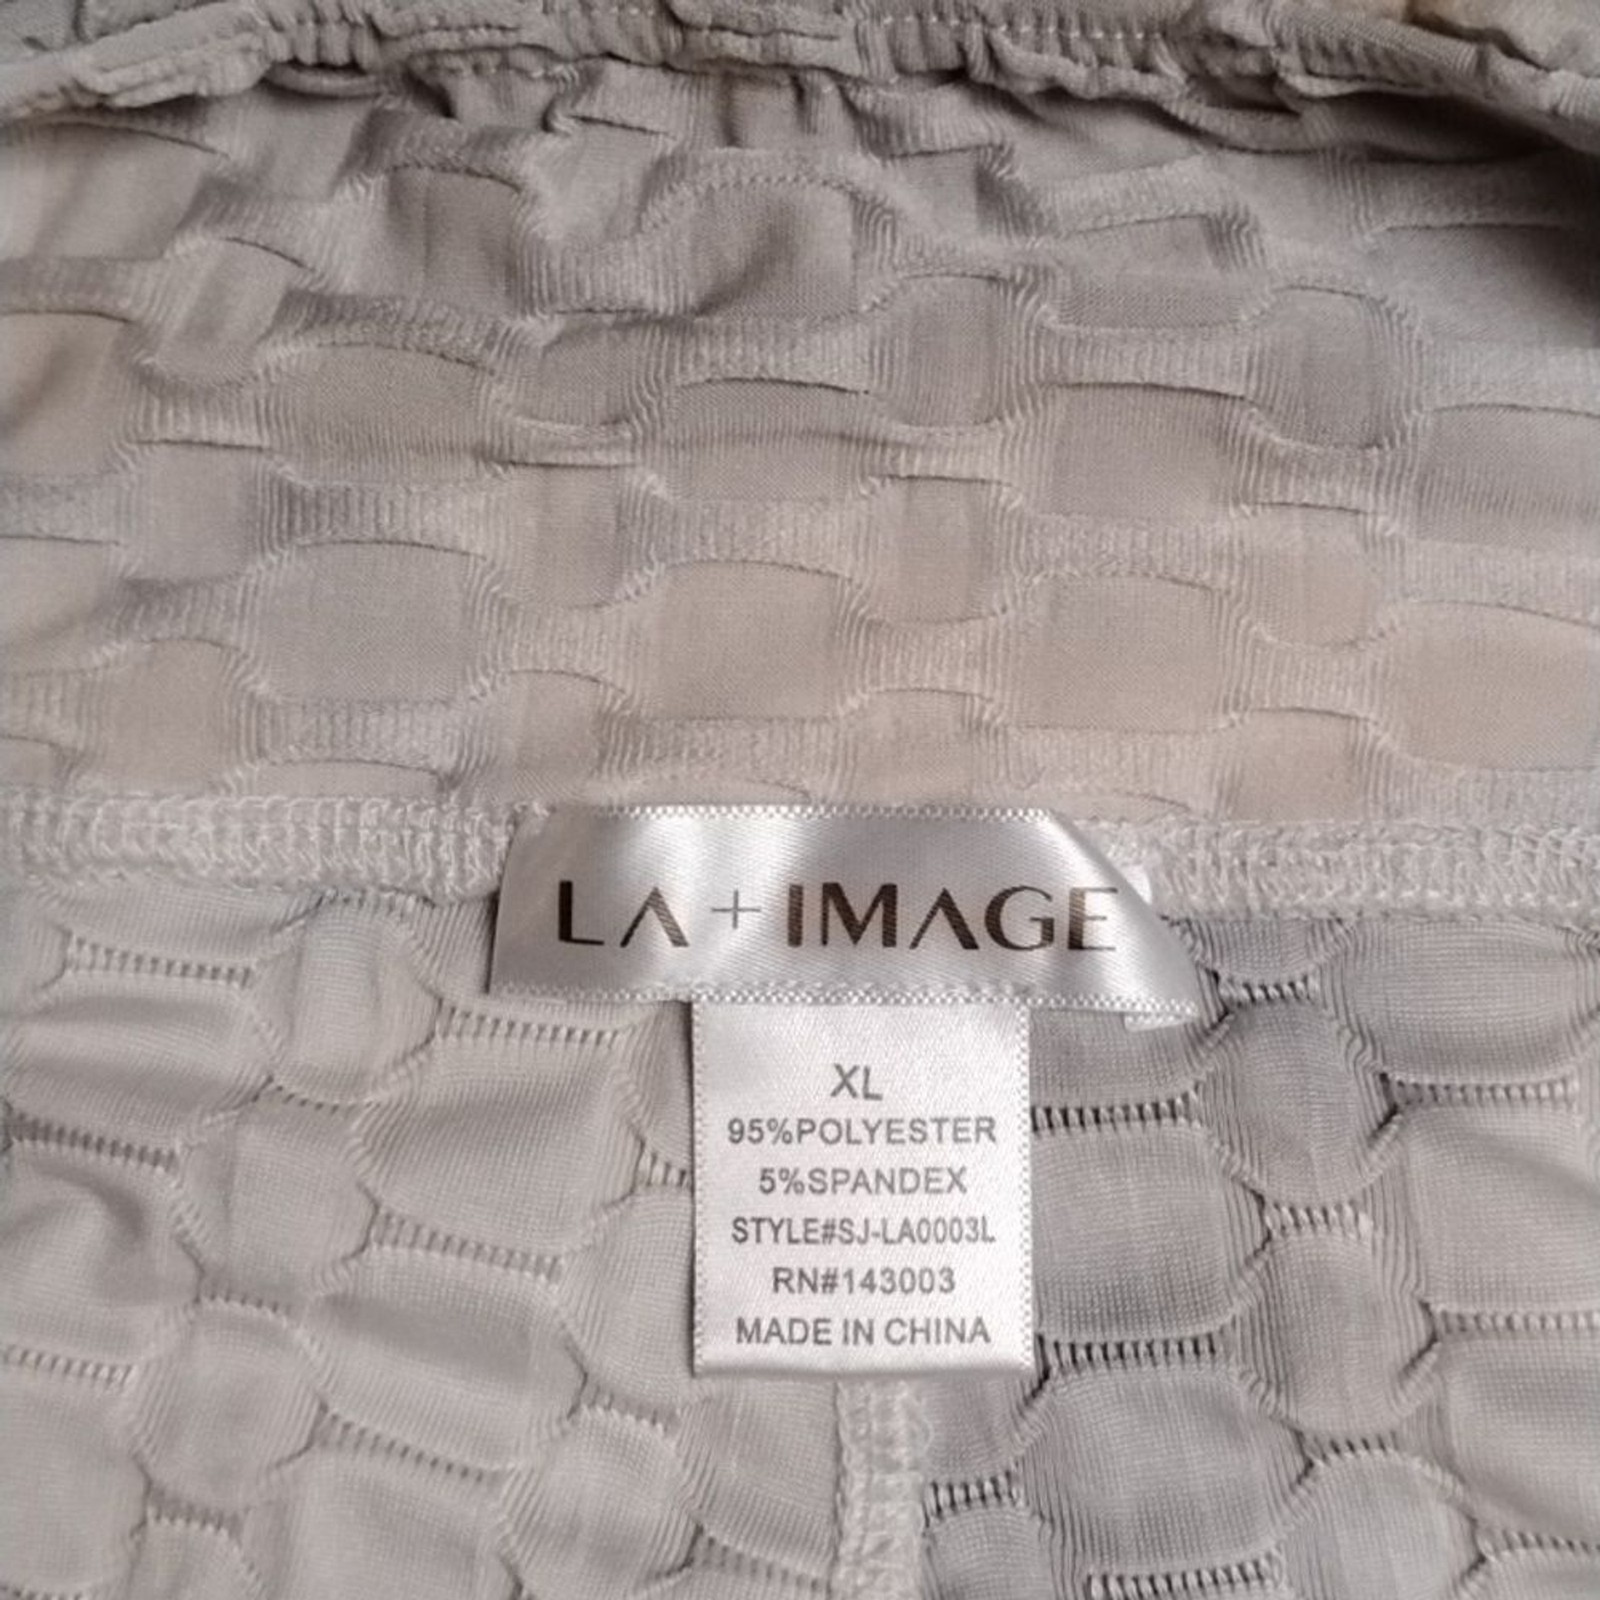 LA + IMAGE
XL
95%POLYESTER
5%SPANDEX
STYLE#SJ-LA0003L
RN#143003
MADE IN CHINA